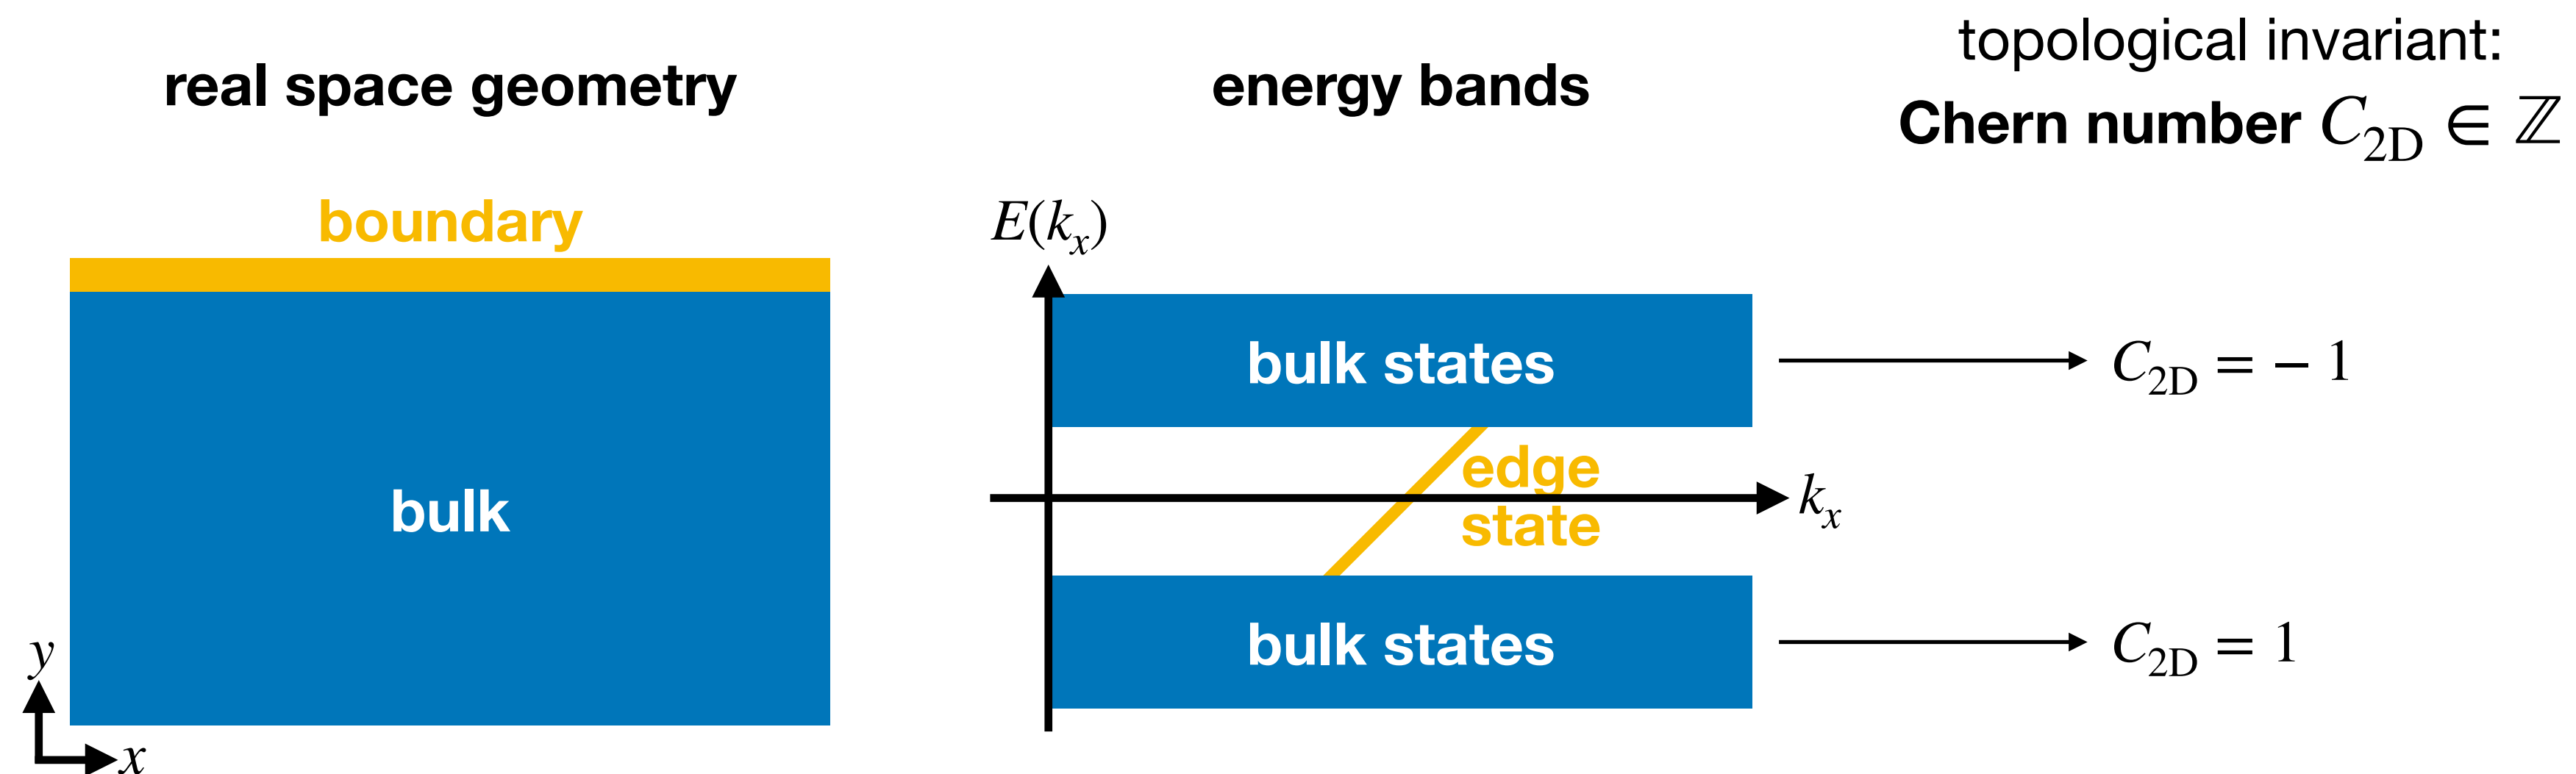 real space geometry
boundary
bulk
y
x
energy bands
E(kₓ)
bulk states
edge
state
kₓ
bulk states
topological invariant:
Chern number C₂D ∈ ℤ
C₂D = − 1
C₂D = 1